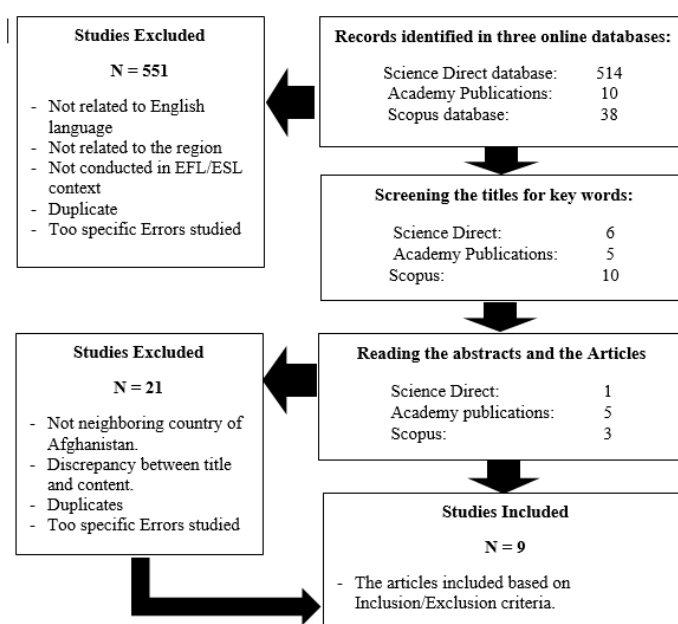 Studies Excluded
N = 551
- Not related to English
language
- Not related to the region
- Not conducted in EFL/ESL
context
- Duplicate
- Too specific Errors studied
Records identified in three online databases:
Science Direct database: 514
Academy Publications: 10
Scopus database: 38
Screening the titles for key words:
Science Direct: 6
Academy Publications: 5
Scopus: 10
Studies Excluded
N = 21
- Not neighboring country of
Afghanistan.
- Discrepancy between title
and content.
- Duplicates
- Too specific Errors studied
Reading the abstracts and the Articles
Science Direct: 1
Academy publications: 5
Scopus: 3
Studies Included
N = 9
- The articles included based on
Inclusion/Exclusion criteria.